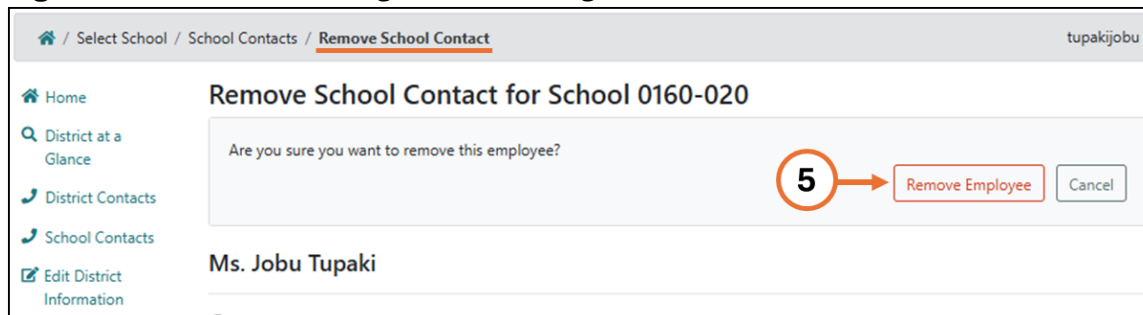 / Select School / School Contacts / Remove School Contact
tupakijobu
Home
District at a
Glance
District Contacts
School Contacts
Edit District
Information
Remove School Contact for School 0160-020
Are you sure you want to remove this employee?
5
Remove Employee
Cancel
Ms. Jobu Tupaki